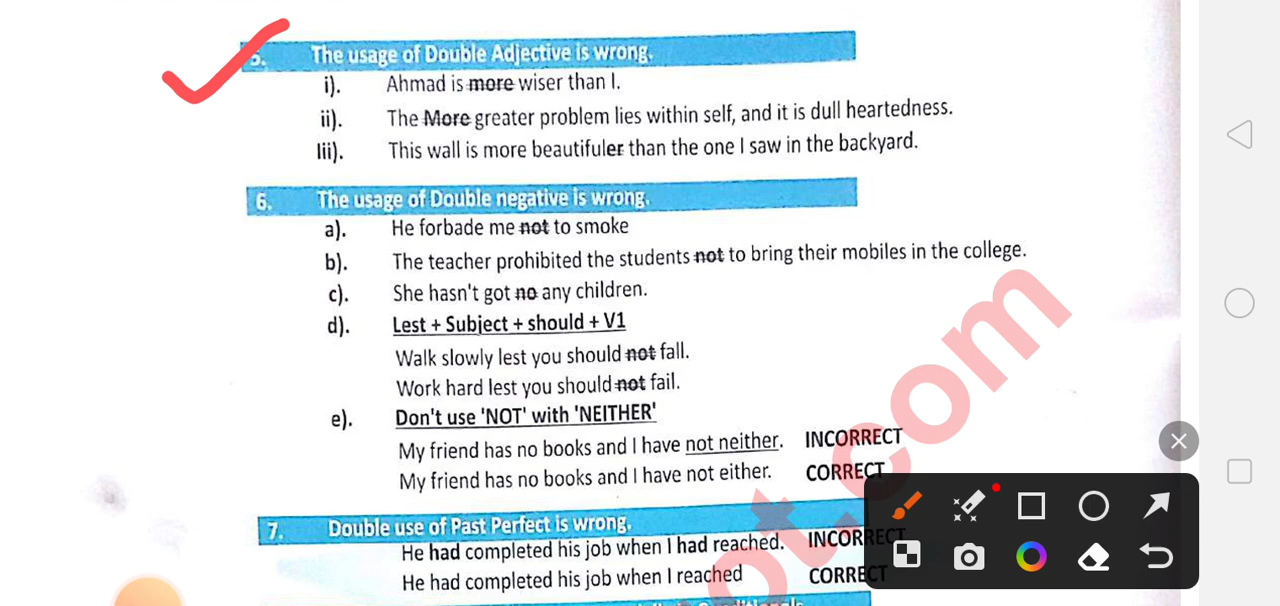 5. The usage of Double Adjective is wrong.
i). Ahmad is more wiser than I.
ii). The More greater problem lies within self, and it is dull heartedness.
Iii). This wall is more beautifuler than the one I saw in the backyard.
6. The usage of Double negative is wrong.
a). He forbade me not to smoke
b). The teacher prohibited the students not to bring their mobiles in the college.
c). She hasn't got no any children.
d). Lest + Subject + should + V1
Walk slowly lest you should not fall.
Work hard lest you should not fail.
e). Don't use 'NOT' with 'NEITHER'
My friend has no books and I have not neither. INCORRECT
My friend has no books and I have not either. CORRECT
7. Double use of Past Perfect is wrong.
He had completed his job when I had reached. INCORRECT
He had completed his job when I reached CORRECT
ot.com